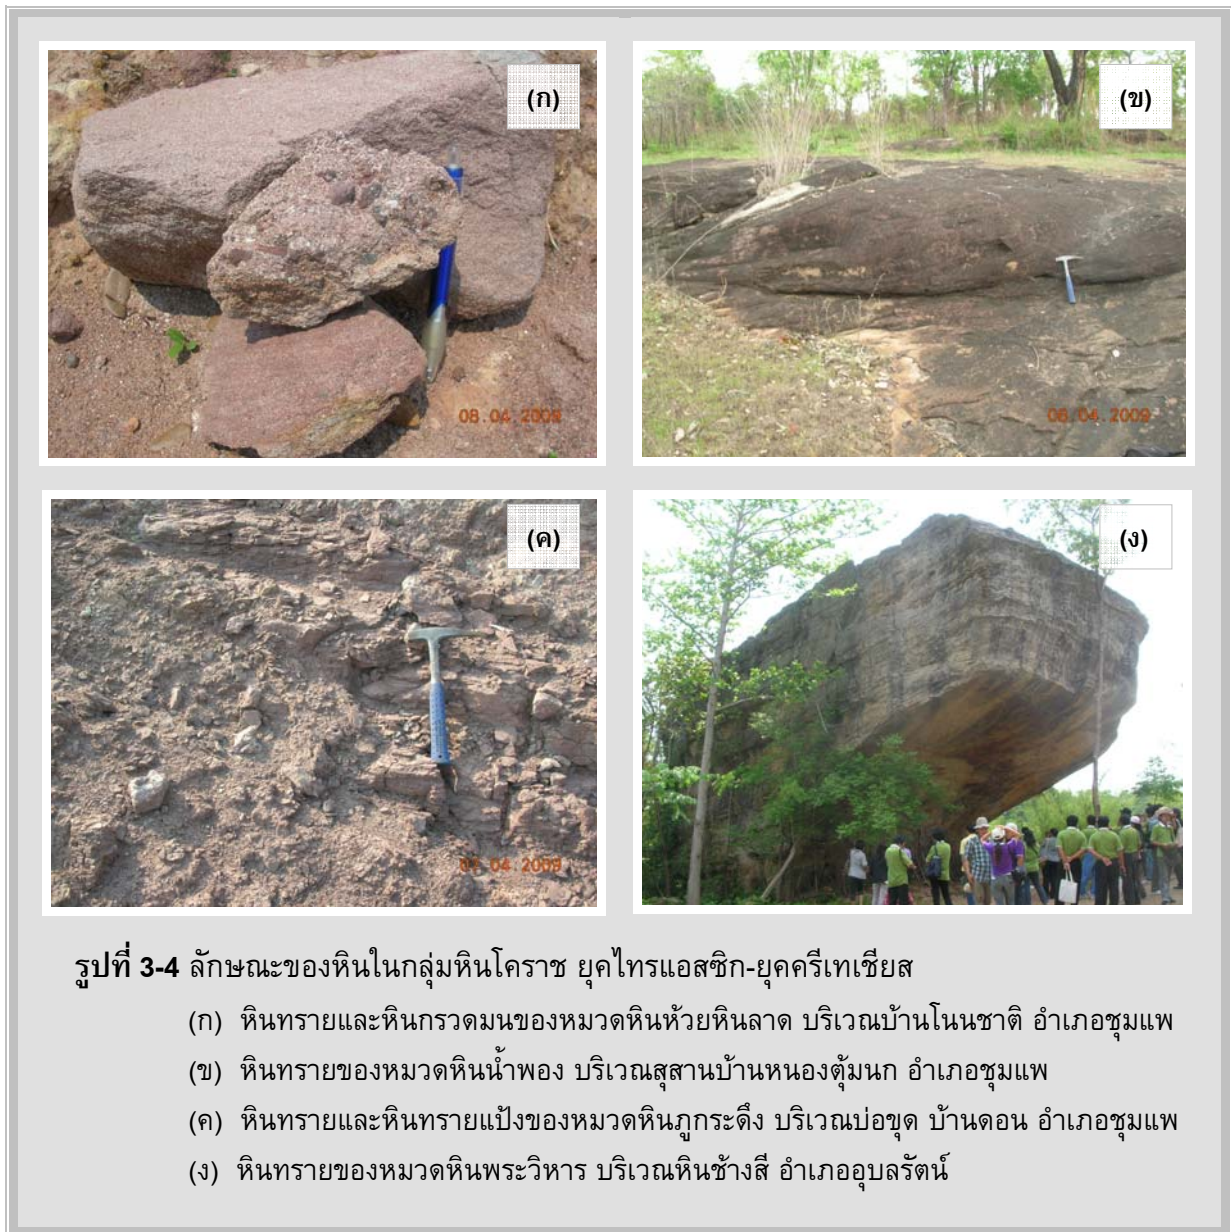 (ก)
(ข)
08.04.2009
08.04.2009
(ค)
(ง)
07.04.2009
รูปที่ 3-4 ลักษณะของหินในกลุ่มหินโคราช ยุคไทรแอสซิก-ยุคครีเทเชียส
(ก) หินทรายและหินกรวดมนของหมวดหินห้วยหินลาด บริเวณบ้านโนนชาติ อำเภอชุมแพ
(ข) หินทรายของหมวดหินน้ำพอง บริเวณสุสานบ้านหนองตุ้มนก อำเภอชุมแพ
(ค) หินทรายและหินทรายแป้งของหมวดหินภูกระดึง บริเวณบ่อขุด บ้านดอน อำเภอชุมแพ
(ง) หินทรายของหมวดหินพระวิหาร บริเวณหินช้างสี อำเภออุบลรัตน์